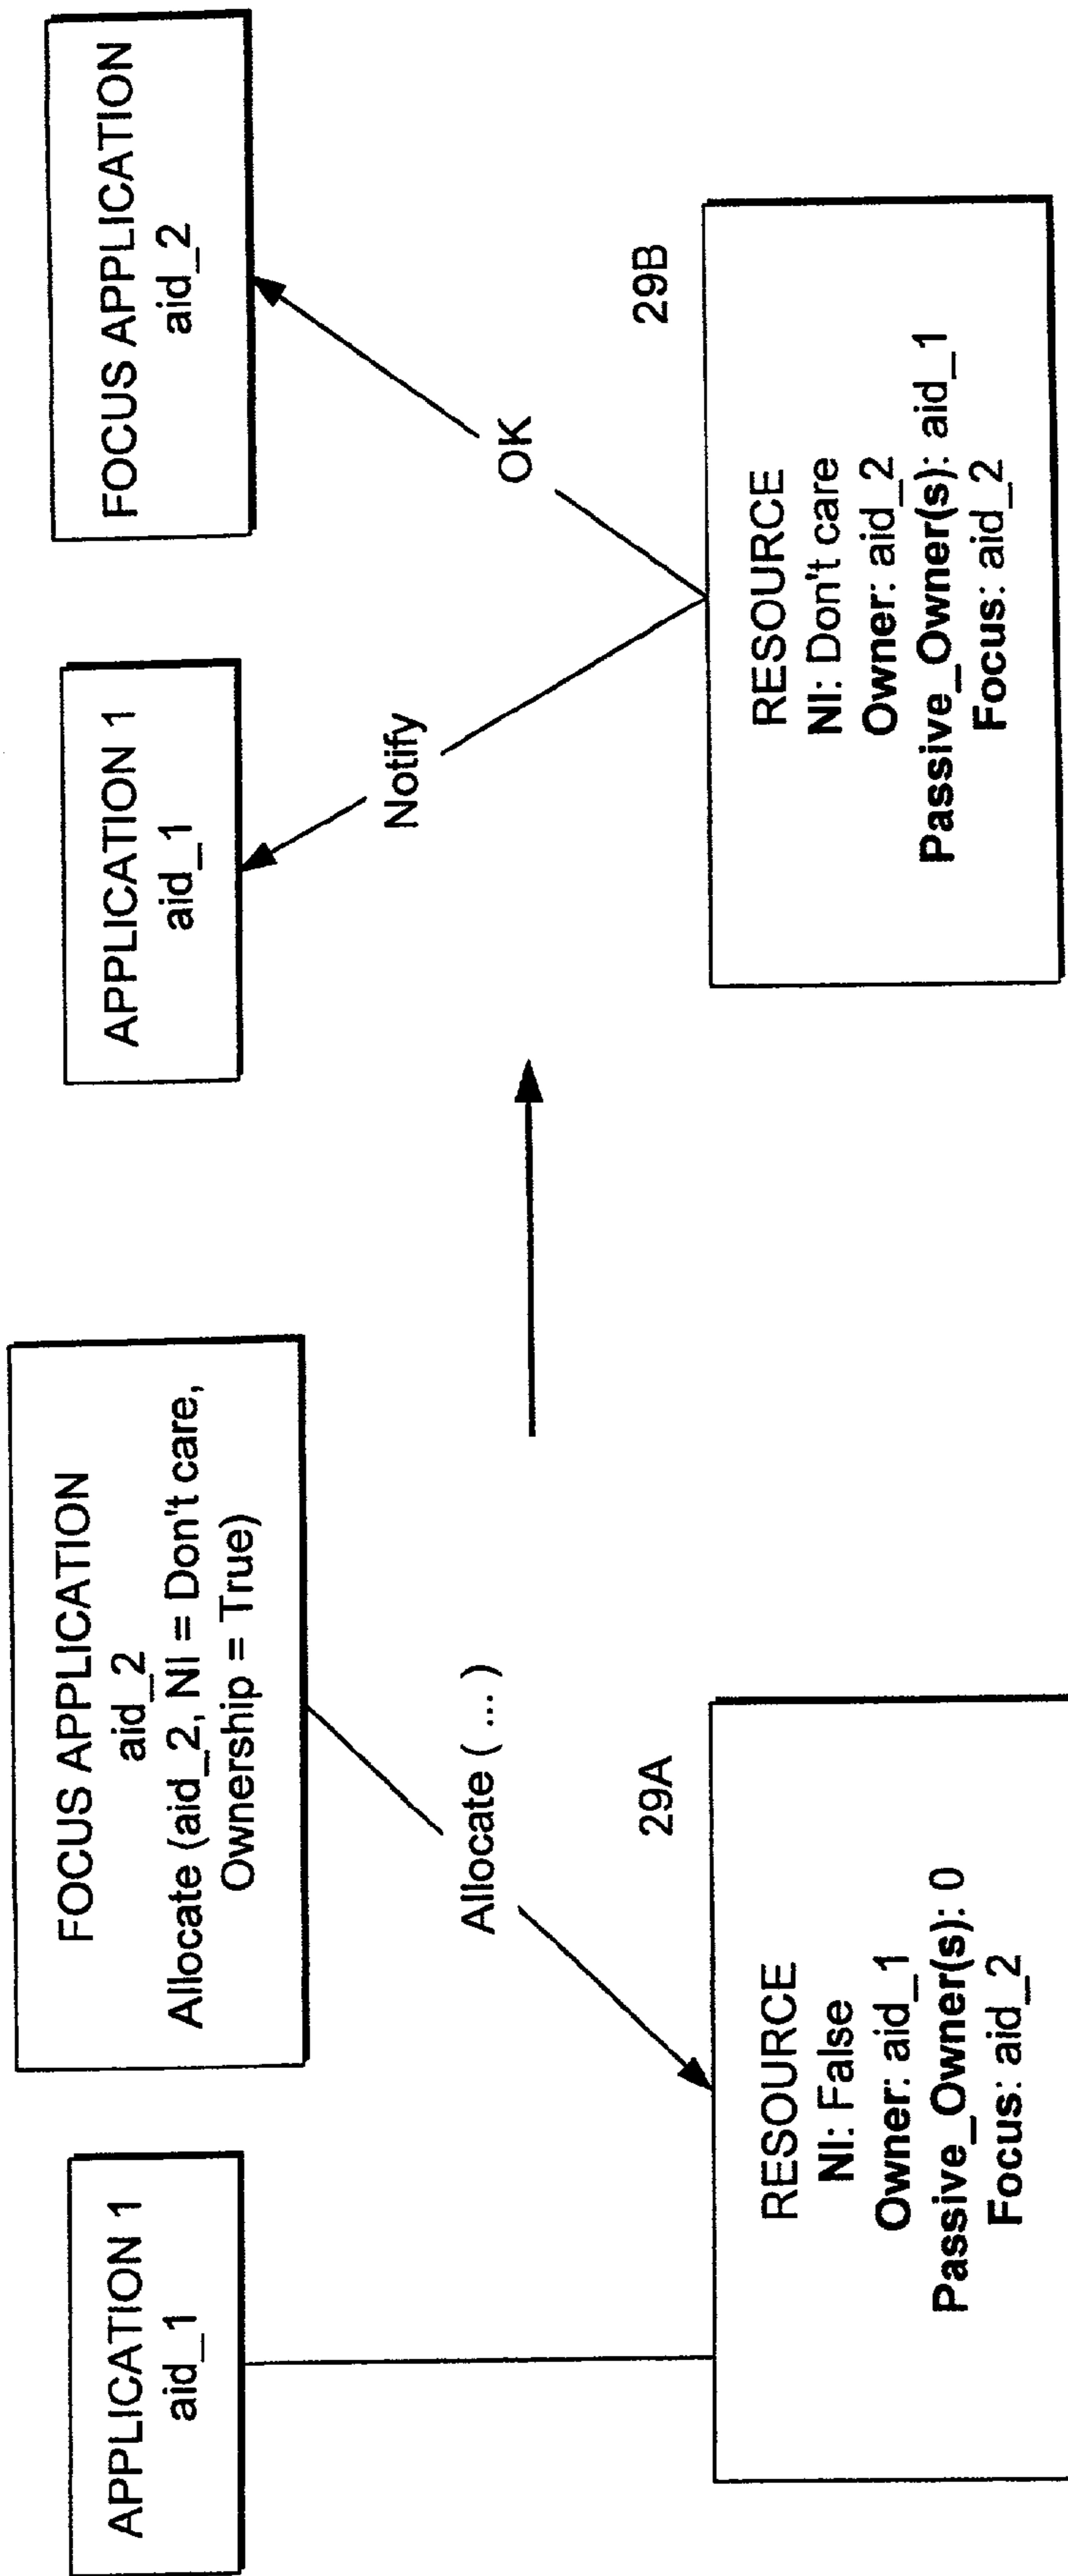 APPLICATION 1
aid_1
FOCUS APPLICATION
aid_2
Allocate (aid_2, NI = Don't care,
Ownership = True)
Allocate ( ... )
29A
RESOURCE
NI: False
Owner: aid_1
Passive_Owner(s): 0
Focus: aid_2
APPLICATION 1
aid_1
FOCUS APPLICATION
aid_2
Notify
OK
29B
RESOURCE
NI: Don't care
Owner: aid_2
Passive_Owner(s): aid_1
Focus: aid_2